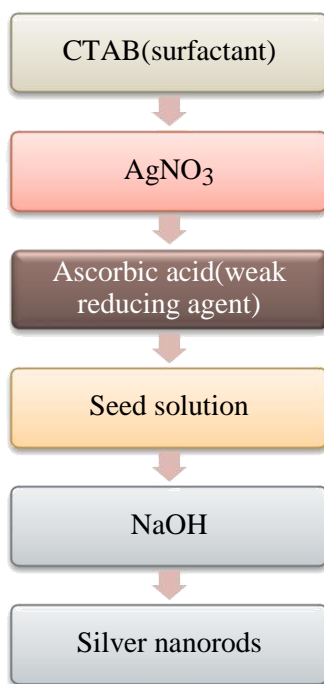 CTAB(surfactant)
AgNO₃
Ascorbic acid(weak
reducing agent)
Seed solution
NaOH
Silver nanorods